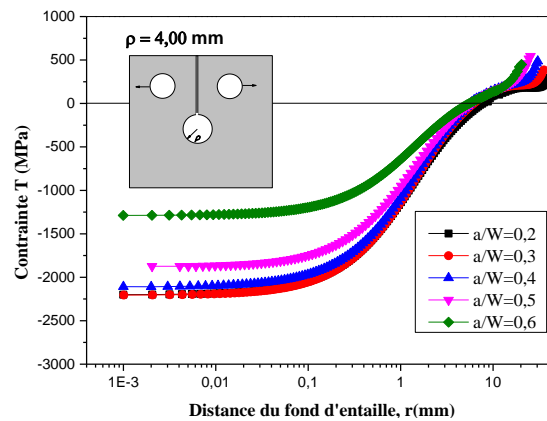 ρ = 4,00 mm
ρ
Contrainte T (MPa)
1000
500
0
-500
-1000
-1500
-2000
-2500
-3000
a/W=0,2
a/W=0,3
a/W=0,4
a/W=0,5
a/W=0,6
1E-3 0,01 0,1 1 10
Distance du fond d'entaille, r(mm)